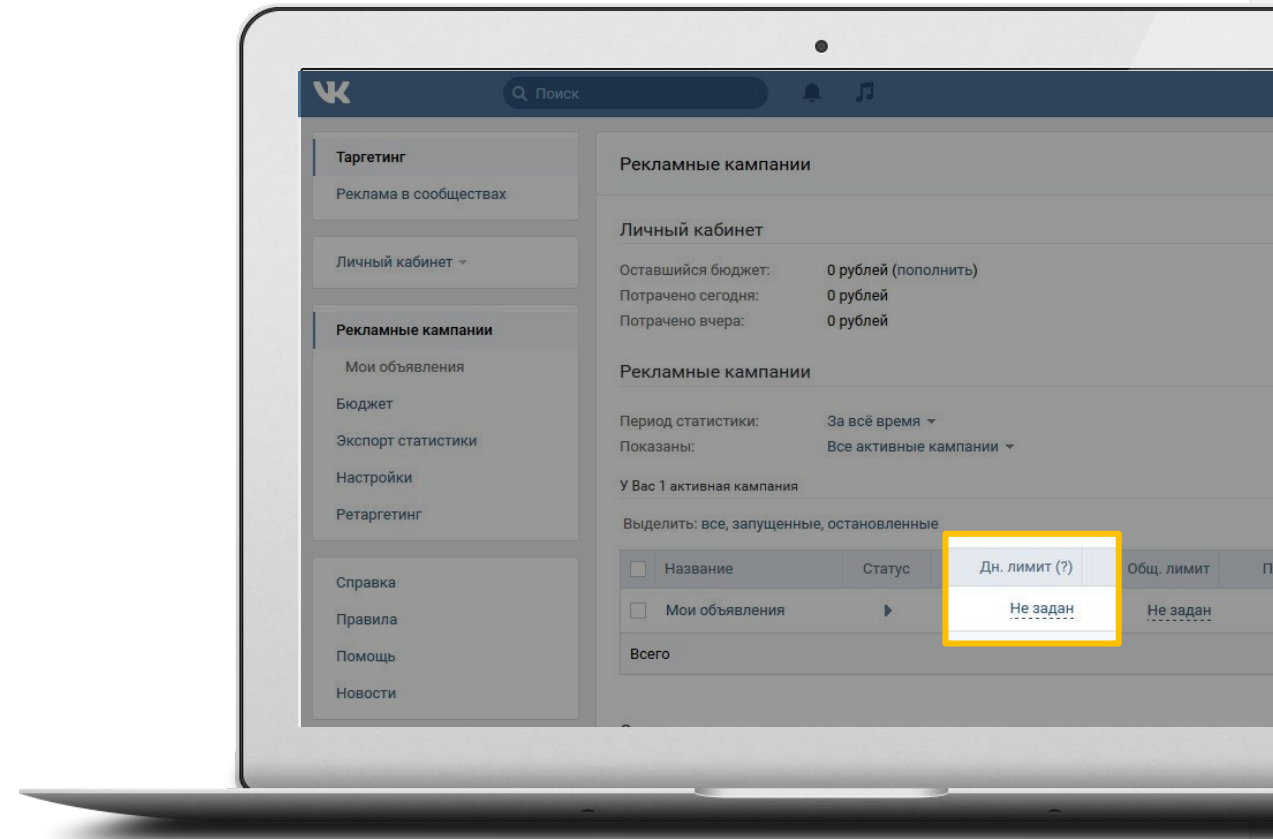 Поиск
Таргетинг
Реклама в сообществах
Личный кабинет
Рекламные кампании
Мои объявления
Бюджет
Экспорт статистики
Настройки
Ретаргетинг
Справка
Правила
Помощь
Новости
Рекламные кампании
Личный кабинет
Оставшийся бюджет: 0 рублей (пополнить)
Потрачено сегодня: 0 рублей
Потрачено вчера: 0 рублей
Рекламные кампании
Период статистики: За всё время
Показаны: Все активные кампании
У Вас 1 активная кампания
Выделить: все, запущенные, остановленные
Название Статус Дн. лимит (?) Общ. лимит
Мои объявления Не задан Не задан
Всего